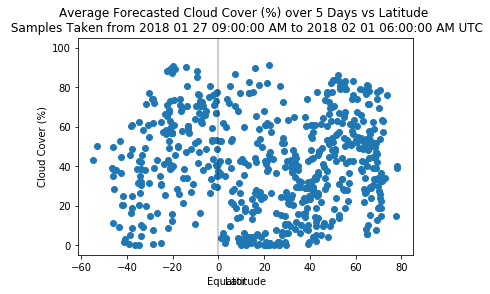 Average Forecasted Cloud Cover (%) over 5 Days vs Latitude
Samples Taken from 2018 01 27 09:00:00 AM to 2018 02 01 06:00:00 AM UTC
100
80
60
40
20
0
Cloud Cover (%)
−60 −40 −20 0 20 40 60 80
Equator Latitude